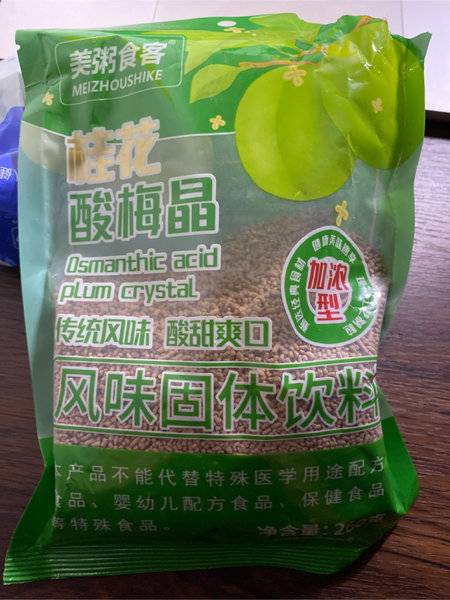 美粥食客
MEIZHOUSHIKE
桂花
酸梅晶
Osmanthic acid
plum crystal
传统风味 酸甜爽口
加浓
型
风味固体饮料
本产品不能代替特殊医学用途配方
食品、婴幼儿配方食品、保健食品
等特殊食品。
净含量: